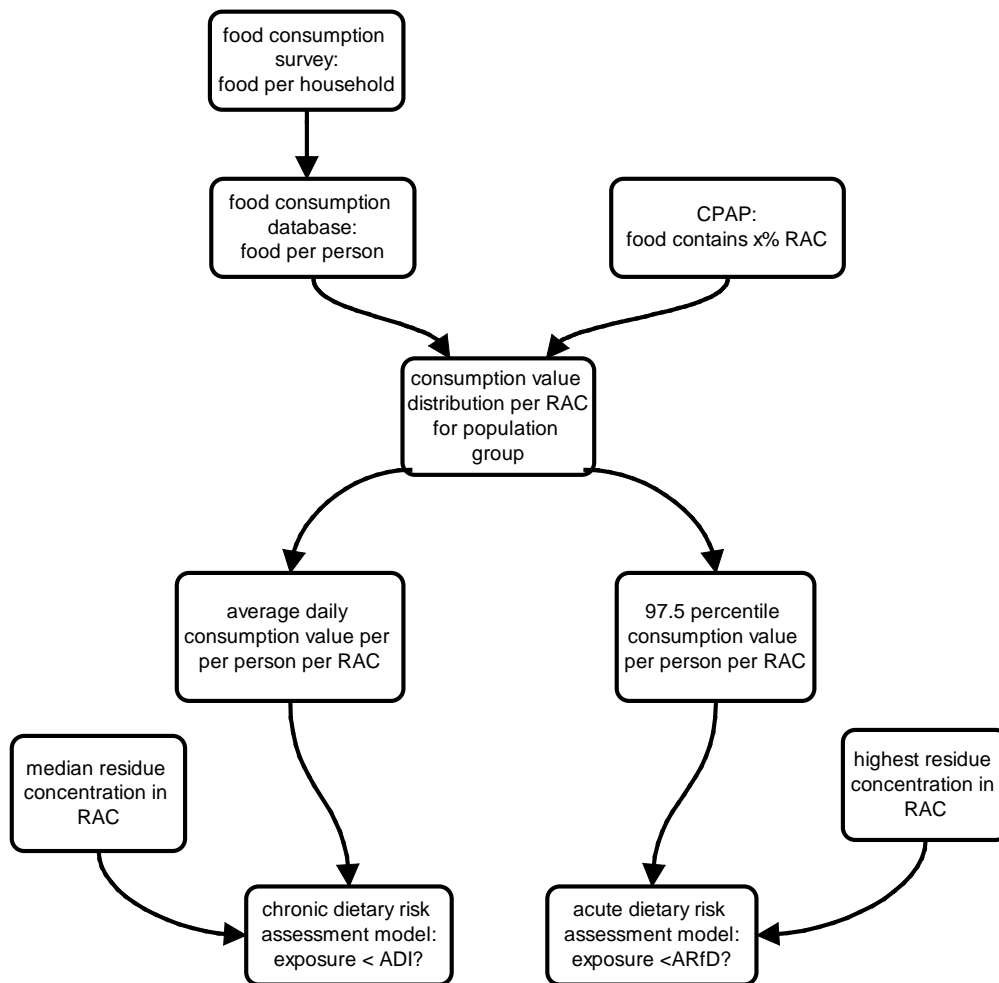 food consumption
survey:
food per household
food consumption
database:
food per person
CPAP:
food contains x% RAC
consumption value
distribution per RAC
for population
group
average daily
consumption value per
per person per RAC
97.5 percentile
consumption value
per person per RAC
median residue
concentration in
RAC
highest residue
concentration in
RAC
chronic dietary risk
assessment model:
exposure < ADI?
acute dietary risk
assessment model:
exposure <ARfD?